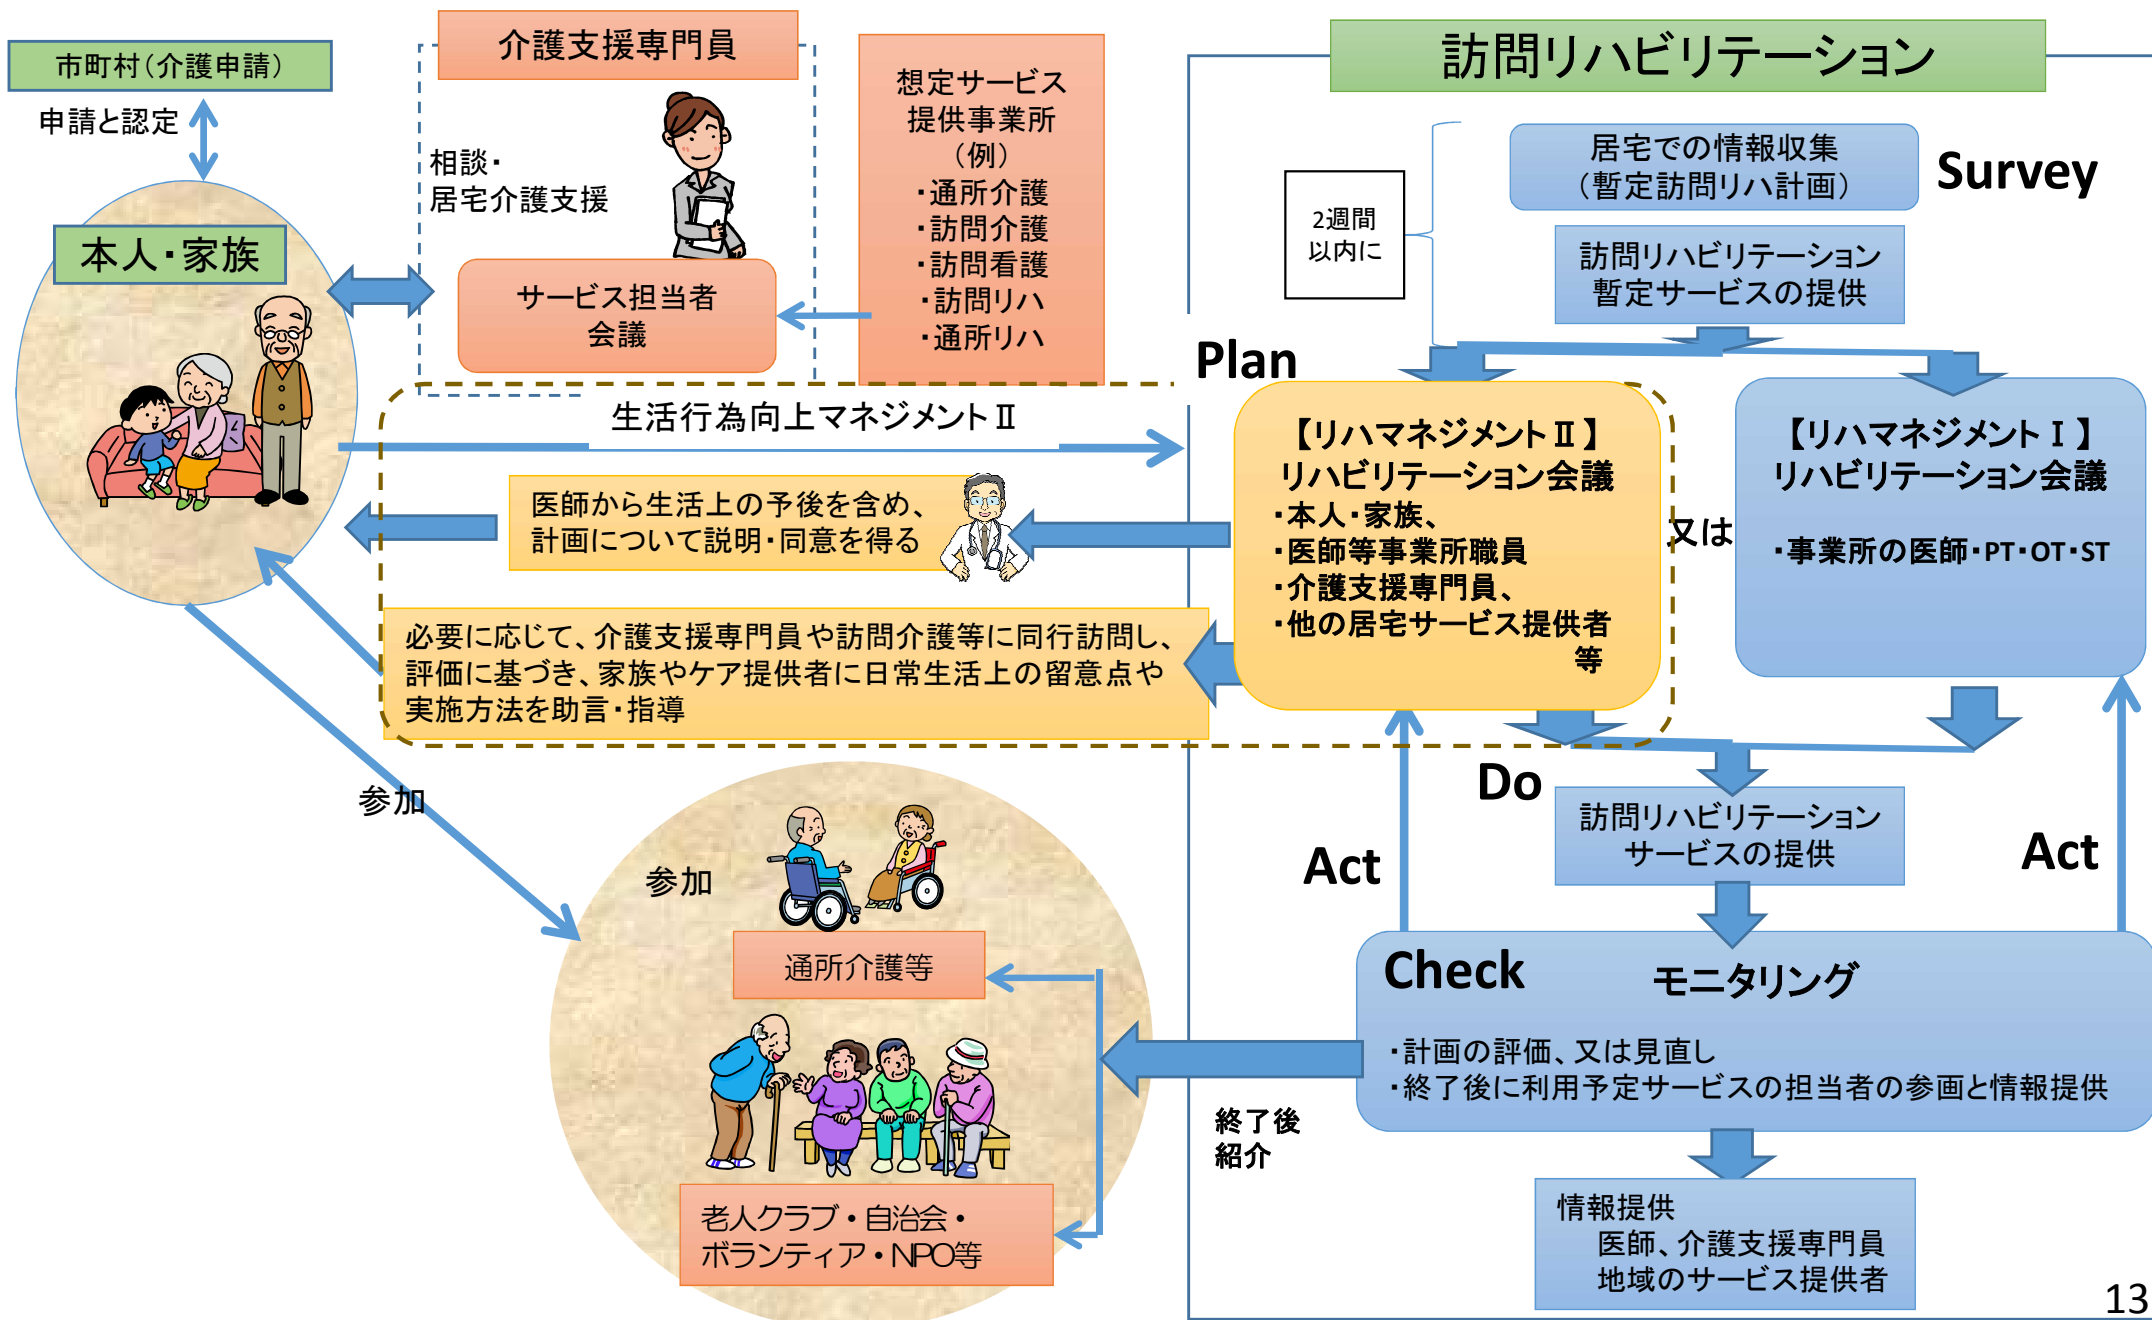 市町村（介護申請）
申請と認定
本人・家族
介護支援専門員
相談・
居宅介護支援
サービス担当者
会議
想定サービス
提供事業所
（例）
・通所介護
・訪問介護
・訪問看護
・訪問リハ
・通所リハ
訪問リハビリテーション
居宅での情報収集
（暫定訪問リハ計画）
Survey
2週間
以内に
訪問リハビリテーション
暫定サービスの提供
Plan
生活行為向上マネジメントⅡ
【リハマネジメントⅡ】
リハビリテーション会議
・本人・家族、
・医師等事業所職員
・介護支援専門員、
・他の居宅サービス提供者
等
又は
【リハマネジメントⅠ】
リハビリテーション会議
・事業所の医師・PT・OT・ST
医師から生活上の予後を含め、
計画について説明・同意を得る
必要に応じて、介護支援専門員や訪問介護等に同行訪問し、
評価に基づき、家族やケア提供者に日常生活上の留意点や
実施方法を助言・指導
Do
訪問リハビリテーション
サービスの提供
Act
Act
参加
参加
通所介護等
老人クラブ・自治会・
ボランティア・NPO等
Check
モニタリング
・計画の評価、又は見直し
・終了後に利用予定サービスの担当者の参画と情報提供
終了後
紹介
情報提供
医師、介護支援専門員
地域のサービス提供者
13